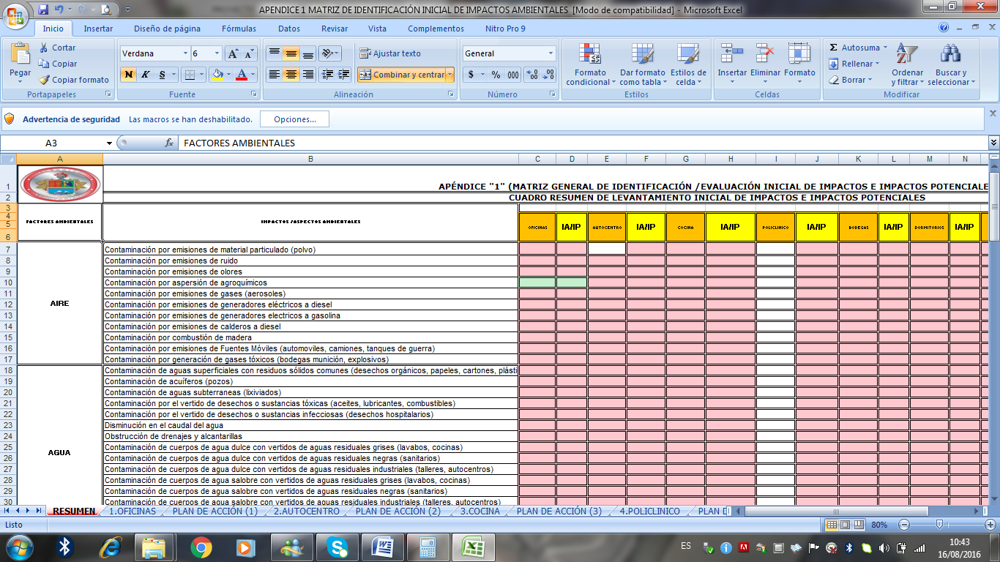 APENDICE 1 MATRIZ DE IDENTIFICACIÓN INICIAL DE IMPACTOS AMBIENTALES [Modo de compatibilidad] - Microsoft Excel
Inicio Insertar Diseño de página Fórmulas Datos Revisar Vista Complementos Nitro Pro 9
Pegar
Cortar
Copiar
Copiar formato
Portapapeles
Verdana 6
N K S
Fuente
Ajustar texto
Combinar y centrar
Alineación
General
$ % 000
Número
Formato condicional
Dar formato como tabla
Estilos de celda
Estilos
Insertar Eliminar Formato
Celdas
Autosuma
Rellenar
Borrar
Ordenar y filtrar
Buscar y seleccionar
Modificar
Advertencia de seguridad Las macros se han deshabilitado. Opciones...
A3 fx FACTORES AMBIENTALES
A B C D E F G H I J K L M N
1 APÉNDICE "1" (MATRIZ GENERAL DE IDENTIFICACIÓN /EVALUACIÓN INICIAL DE IMPACTOS E IMPACTOS POTENCIALE
2 CUADRO RESUMEN DE LEVANTAMIENTO INICIAL DE IMPACTOS E IMPACTOS POTENCIALES
3
4
5
6
FACTORES AMBIENTALES IMPACTOS /ASPECTOS AMBIENTALES OFICINAS IA/IP AUTOCENTRO IA/IP COCINA IA/IP POLICLINICO IA/IP BODEGAS IA/IP DORMITORIOS IA/IP
AIRE
7 Contaminación por emisiones de material particulado (polvo)
8 Contaminación por emisiones de ruido
9 Contaminación por emisiones de olores
10 Contaminación por aspersión de agroquímicos
11 Contaminación por emisiones de gases (aerosoles)
12 Contaminación por emisiones de generadores eléctricos a diesel
13 Contaminación por emisiones de generadores electricos a gasolina
14 Contaminación por emisiones de calderos a diesel
15 Contaminación por combustión de madera
16 Contaminación por emisiones de Fuentes Móviles (automoviles, camiones, tanques de guerra)
17 Contaminación por generación de gases tóxicos (bodegas munición, explosivos)
AGUA
18 Contaminación de aguas superficiales con residuos sólidos comunes (desechos orgánicos, papeles, cartones, plásti
19 Contaminación de acuíferos (pozos)
20 Contaminación de aguas subterraneas (lixiviados)
21 Contaminación por el vertido de desechos o sustancias tóxicas (aceites, lubricantes, combustibles)
22 Contaminación por el vertido de desechos o sustancias infecciosas (desechos hospitalarios)
23 Disminución en el caudal del agua
24 Obstrucción de drenajes y alcantarillas
25 Contaminación de cuerpos de agua dulce con vertidos de aguas residuales grises (lavabos, cocinas)
26 Contaminación de cuerpos de agua dulce con vertidos de aguas residuales negras (sanitarios)
27 Contaminación de cuerpos de agua dulce con vertidos de aguas residuales industriales (talleres, autocentros)
28 Contaminación de cuerpos de agua salobre con vertidos de aguas residuales grises (lavabos, cocinas)
29 Contaminación de cuerpos de agua salobre con vertidos de aguas residuales negras (sanitarios)
30 Contaminación de cuerpos de agua salobre con vertidos de aguas residuales industriales (talleres, autocentros)
RESUMEN 1.OFICINAS PLAN DE ACCIÓN (1) 2.AUTOCENTRO PLAN DE ACCIÓN (2) 3.COCINA PLAN DE ACCIÓN (3) 4.POLICLINICO PLAN D
Listo 80%
ES 10:43
16/08/2016